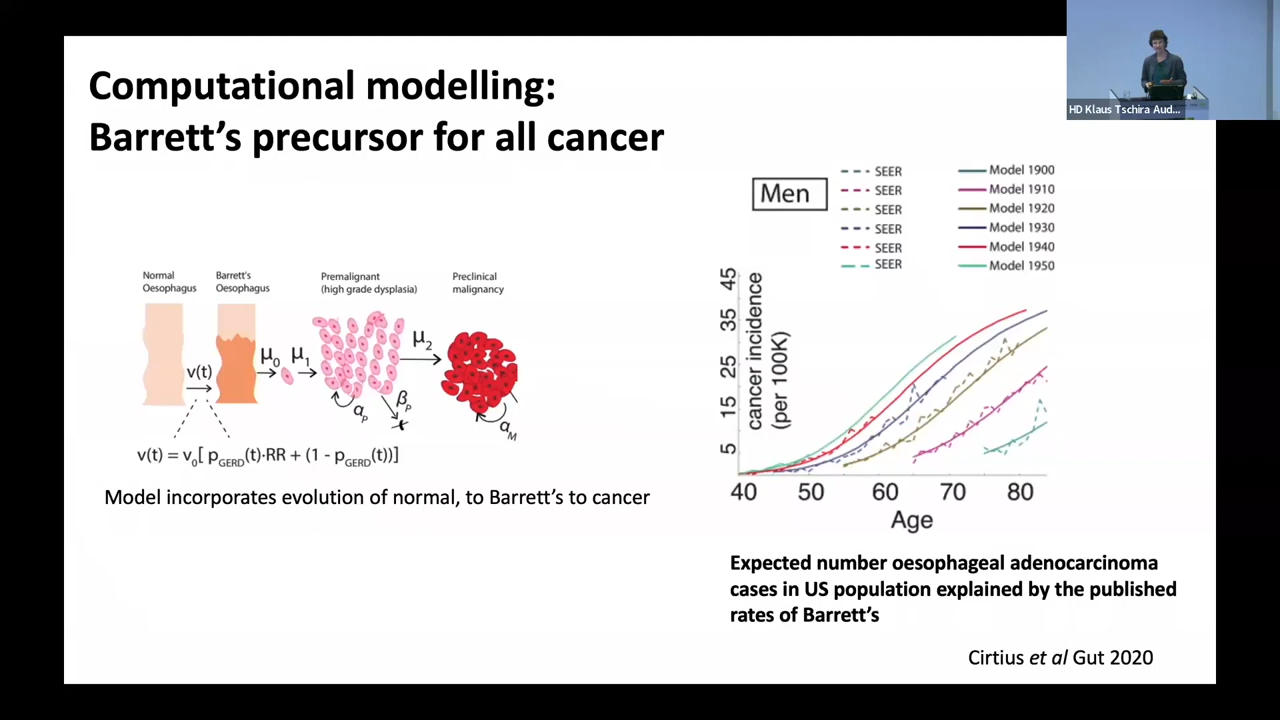 Computational modelling:
Barrett's precursor for all cancer
HD Klaus Tschira Aud...
Normal
Oesophagus
Barrett's
Oesophagus
Premalignant
(high grade dysplasia)
Preclinical
malignancy
ν(t)
μ0
μ1
μ2
αP
βP
αM
ν(t) = ν0[ pGERD(t)·RR + (1 - pGERD(t))]
Model incorporates evolution of normal, to Barrett's to cancer
Men
SEER
SEER
SEER
SEER
SEER
SEER
Model 1900
Model 1910
Model 1920
Model 1930
Model 1940
Model 1950
cancer incidence
(per 100K)
45
35
25
15
5
40 50 60 70 80
Age
Expected number oesophageal adenocarcinoma
cases in US population explained by the published
rates of Barrett's
Cirtius et al Gut 2020